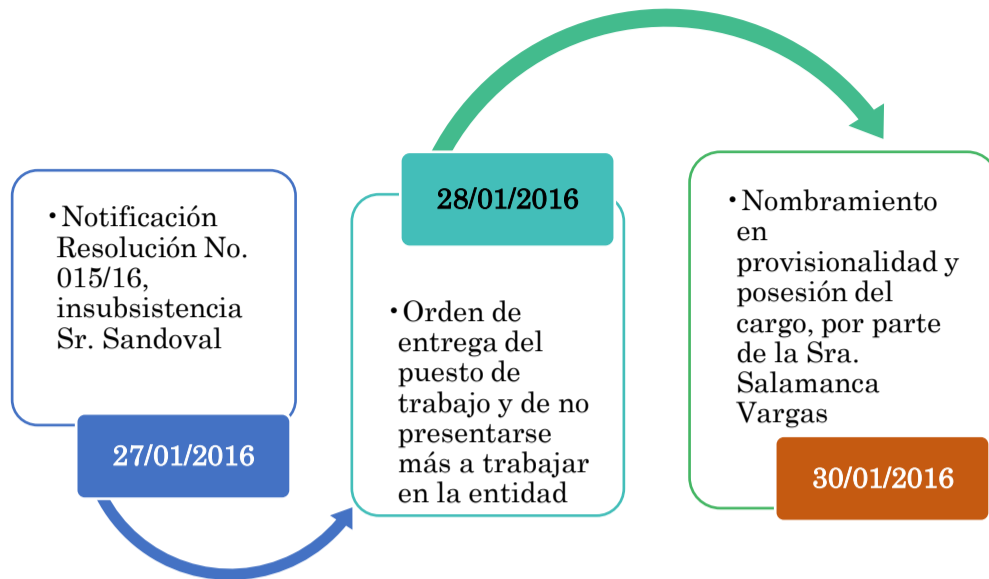 • Notificación
Resolución No.
015/16,
insubsistencia
Sr. Sandoval
27/01/2016
28/01/2016
• Orden de
entrega del
puesto de
trabajo y de no
presentarse
más a trabajar
en la entidad
• Nombramiento
en
provisionalidad y
posesión del
cargo, por parte
de la Sra.
Salamanca
Vargas
30/01/2016